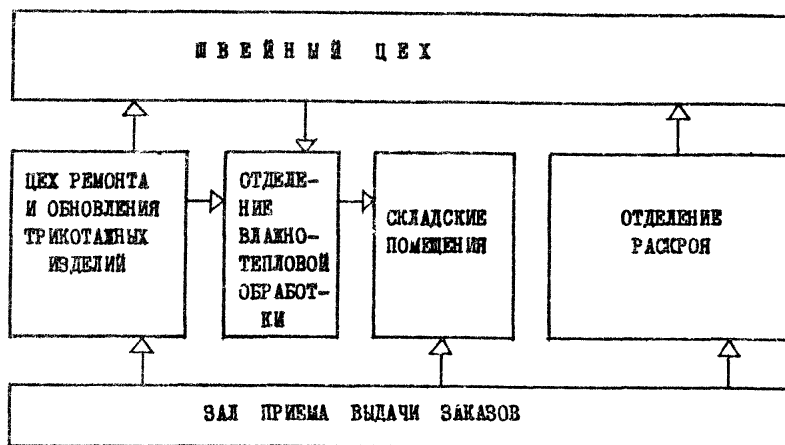 ШВЕЙНЫЙ ЦЕХ
ЦЕХ РЕМОНТА
И ОБНОВЛЕНИЯ
ТРИКОТАЖНЫХ
ИЗДЕЛИЙ
ОТДЕЛЕ-
НИЕ
ВЛАЖНО-
ТЕПЛОВОЙ
ОБРАБОТ-
КИ
СКЛАДСКИЕ
ПОМЕЩЕНИЯ
ОТДЕЛЕНИЕ
РАСКРОЯ
ЗАЛ ПРИЕМА ВЫДАЧИ ЗАКАЗОВ